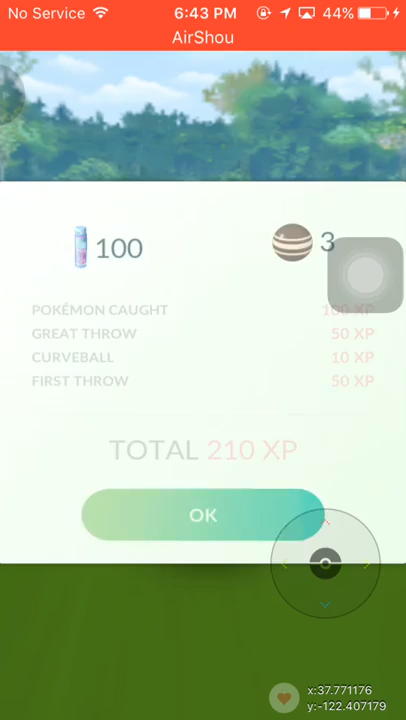 No Service 6:43 PM 44%
AirShou
100 3
POKÉMON CAUGHT 100 XP
GREAT THROW 50 XP
CURVEBALL 10 XP
FIRST THROW 50 XP
TOTAL 210 XP
OK
x:37.771176
y:-122.407179